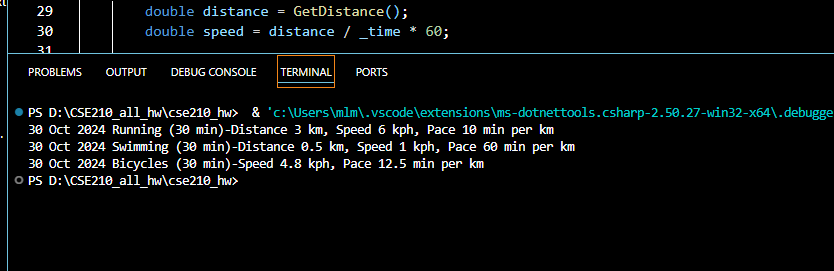 29 double distance = GetDistance();
30 double speed = distance / _time * 60;
31
PROBLEMS OUTPUT DEBUG CONSOLE TERMINAL PORTS
PS D:\CSE210_all_hw\cse210_hw> & 'c:\Users\mlm\.vscode\extensions\ms-dotnettools.csharp-2.50.27-win32-x64\.debugge
30 Oct 2024 Running (30 min)-Distance 3 km, Speed 6 kph, Pace 10 min per km
30 Oct 2024 Swimming (30 min)-Distance 0.5 km, Speed 1 kph, Pace 60 min per km
30 Oct 2024 Bicycles (30 min)-Speed 4.8 kph, Pace 12.5 min per km
PS D:\CSE210_all_hw\cse210_hw>